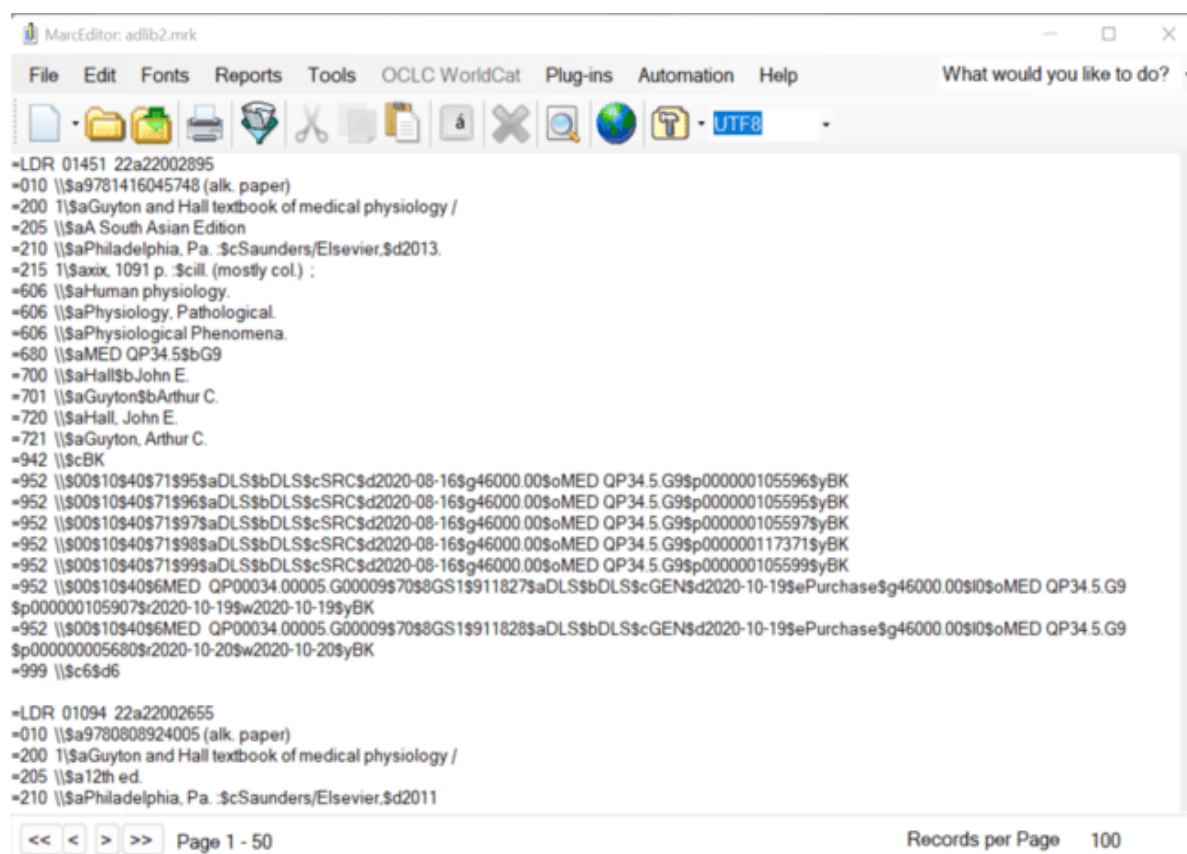 MarcEditor: adlib2.mrk
File Edit Fonts Reports Tools OCLC WorldCat Plug-ins Automation Help What would you like to do?
á UTF8
=LDR 01451 22a22002895
=010 \\$a9781416045748 (alk. paper)
=200 1\$aGuyton and Hall textbook of medical physiology /
=205 \\$aA South Asian Edition
=210 \\$aPhiladelphia, Pa. :$cSaunders/Elsevier,$d2013.
=215 1\$axix, 1091 p. :$cill. (mostly col.) ;
=606 \\$aHuman physiology.
=606 \\$aPhysiology, Pathological.
=606 \\$aPhysiological Phenomena.
=680 \\$aMED QP34.5$bG9
=700 \\$aHall$bJohn E.
=701 \\$aGuyton$bArthur C.
=720 \\$aHall, John E.
=721 \\$aGuyton, Arthur C.
=942 \\$cBK
=952 \\$00$10$40$71$95$aDLS$bDLS$cSRC$d2020-08-16$g46000.00$oMED QP34.5.G9$p000000105596$yBK
=952 \\$00$10$40$71$96$aDLS$bDLS$cSRC$d2020-08-16$g46000.00$oMED QP34.5.G9$p000000105595$yBK
=952 \\$00$10$40$71$97$aDLS$bDLS$cSRC$d2020-08-16$g46000.00$oMED QP34.5.G9$p000000105597$yBK
=952 \\$00$10$40$71$98$aDLS$bDLS$cSRC$d2020-08-16$g46000.00$oMED QP34.5.G9$p000000117371$yBK
=952 \\$00$10$40$71$99$aDLS$bDLS$cSRC$d2020-08-16$g46000.00$oMED QP34.5.G9$p000000105599$yBK
=952 \\$00$10$40$6MED QP00034.00005.G00009$70$8GS1$911827$aDLS$bDLS$cGEN$d2020-10-19$ePurchase$g46000.00$l0$oMED QP34.5.G9
$p000000105907$r2020-10-19$w2020-10-19$yBK
=952 \\$00$10$40$6MED QP00034.00005.G00009$70$8GS1$911828$aDLS$bDLS$cGEN$d2020-10-19$ePurchase$g46000.00$l0$oMED QP34.5.G9
$p000000005680$r2020-10-20$w2020-10-20$yBK
=999 \\$c6$d6
=LDR 01094 22a22002655
=010 \\$a9780808924005 (alk. paper)
=200 1\$aGuyton and Hall textbook of medical physiology /
=205 \\$a12th ed.
=210 \\$aPhiladelphia, Pa. :$cSaunders/Elsevier,$d2011
<< < > >> Page 1 - 50 Records per Page 100